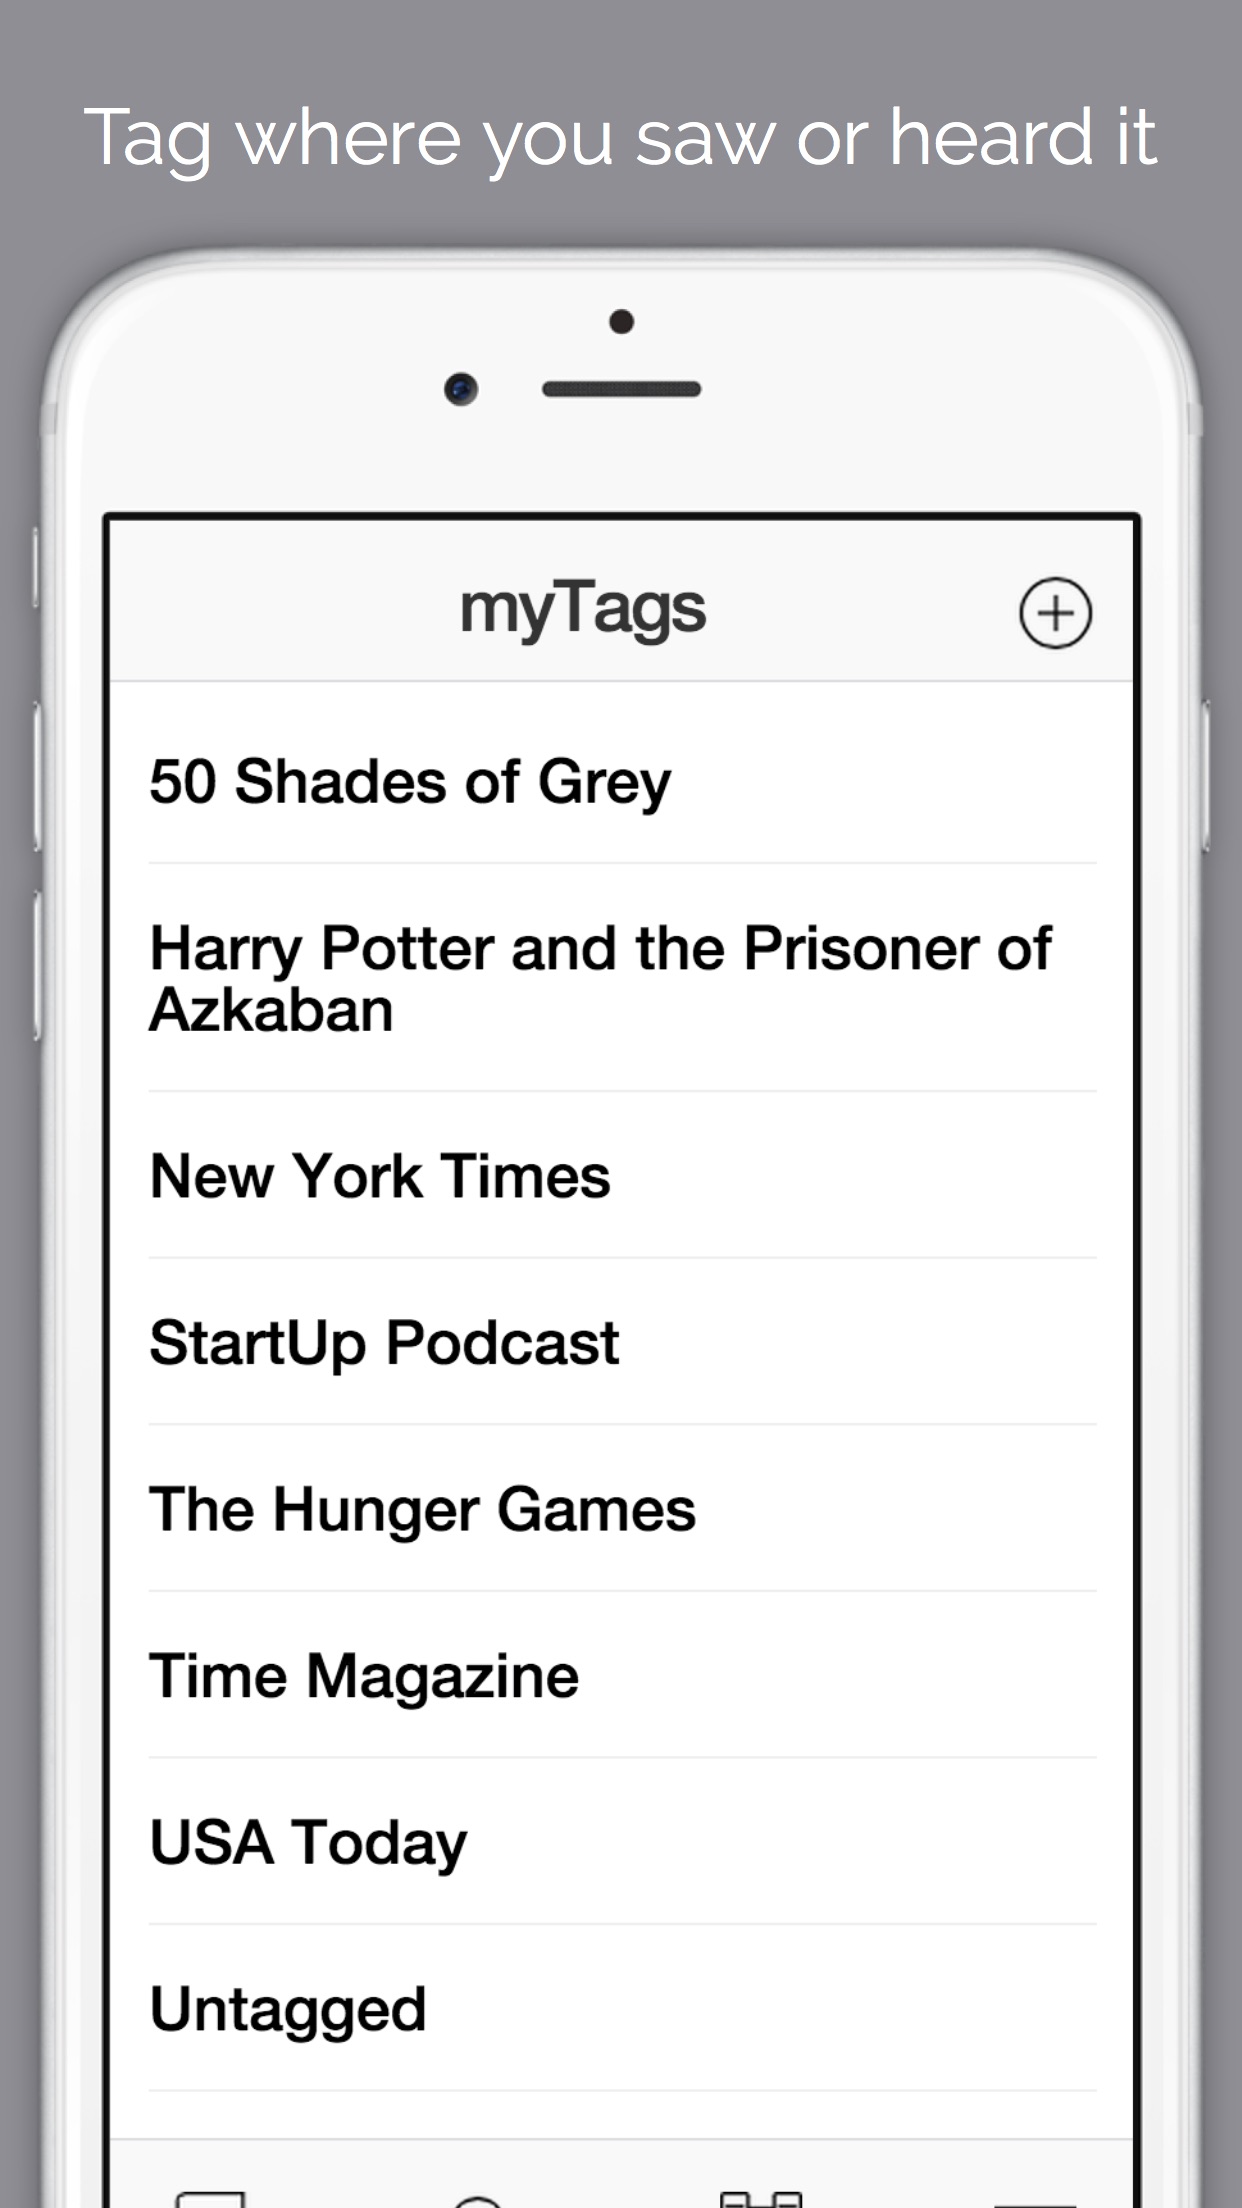 Tag where you saw or heard it
myTags
50 Shades of Grey
Harry Potter and the Prisoner of
Azkaban
New York Times
StartUp Podcast
The Hunger Games
Time Magazine
USA Today
Untagged